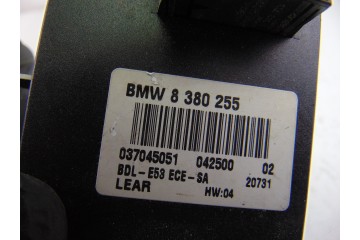 BMW 8 380 255
037045051 042500 02
BDL-E53 ECE-SA 20731
LEAR HW:04